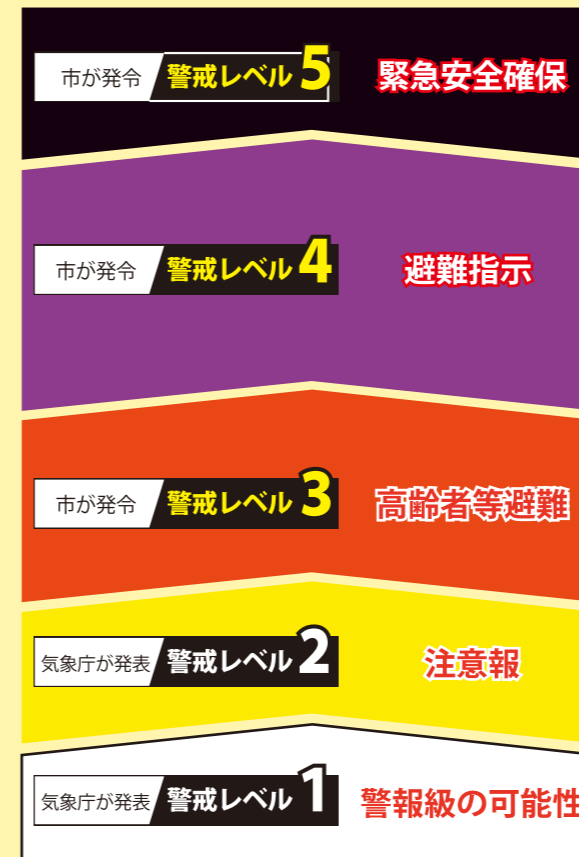 市が発令 警戒レベル 5 緊急安全確保
市が発令 警戒レベル 4 避難指示
市が発令 警戒レベル 3 高齢者等避難
気象庁が発表 警戒レベル 2 注意報
気象庁が発表 警戒レベル 1 警報級の可能性